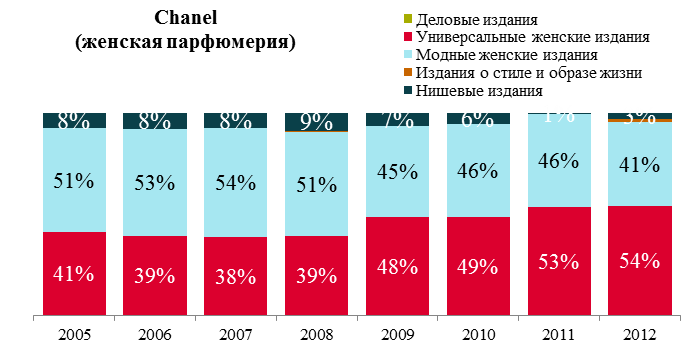 Chanel
(женская парфюмерия)
Деловые издания
Универсальные женские издания
Модные женские издания
Издания о стиле и образе жизни
Нишевые издания
8% 8% 8% 9% 7% 6% 1% 3%
51% 53% 54% 51% 45% 46% 46% 41%
41% 39% 38% 39% 48% 49% 53% 54%
2005 2006 2007 2008 2009 2010 2011 2012